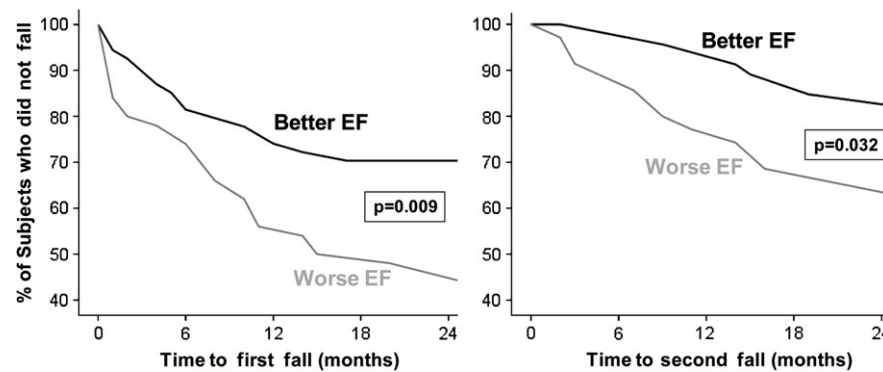 % of Subjects who did not fall
100
90
80
70
60
50
40
Better EF
p=0.009
Worse EF
0 6 12 18 24
Time to first fall (months)
100
90
80
70
60
50
40
Better EF
p=0.032
Worse EF
0 6 12 18 24
Time to second fall (months)